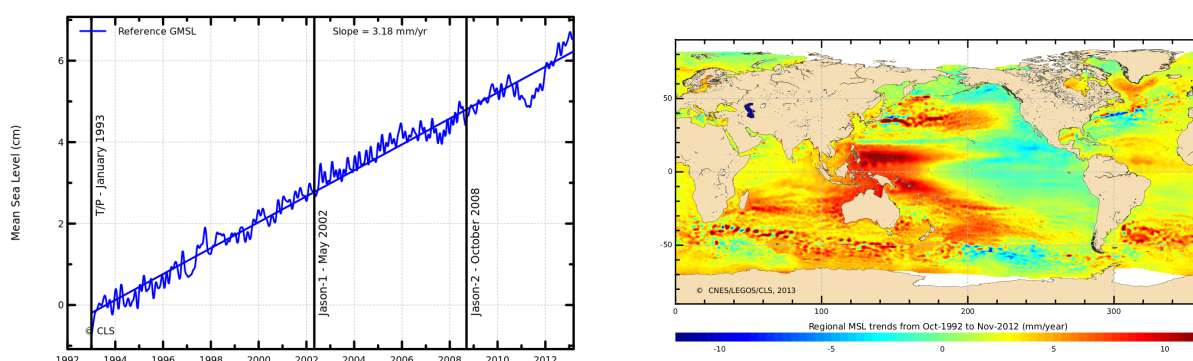 Reference GMSL
Slope = 3.18 mm/yr
Mean Sea Level (cm)
6
4
2
0
T/P - January 1993
Jason-1 - May 2002
Jason-2 - October 2008
© CLS
1992 1994 1996 1998 2000 2002 2004 2006 2008 2010 2012
50
0
-50
© CNES/LEGOS/CLS, 2013
0 100 200 300
Regional MSL trends from Oct-1992 to Nov-2012 (mm/year)
-10 -5 0 5 10